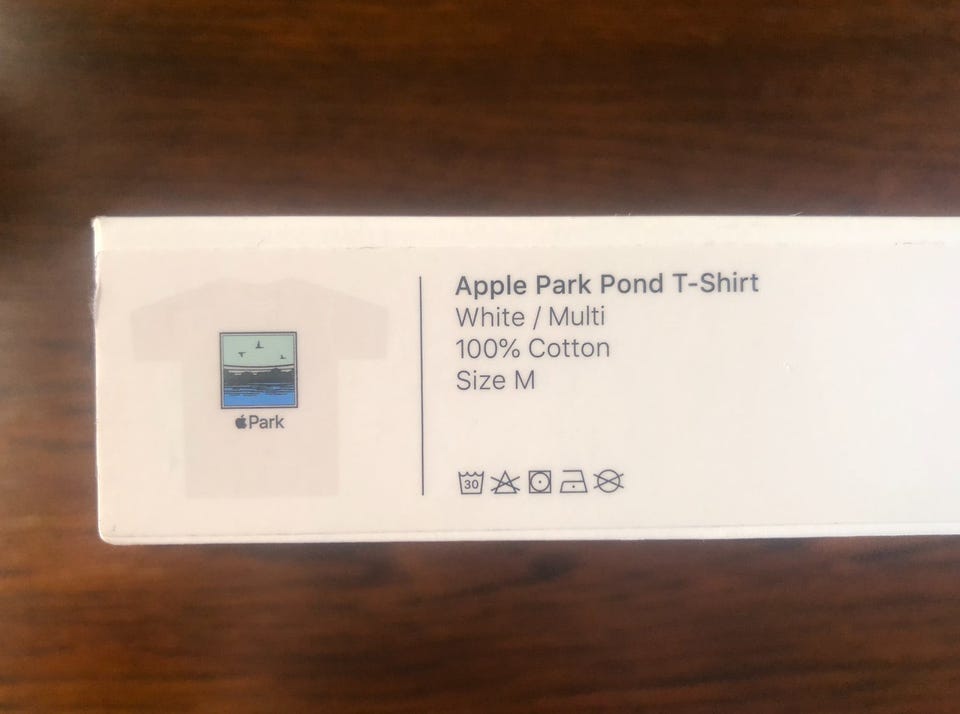 Apple Park Pond T-Shirt
White / Multi
100% Cotton
Size M
Park
30